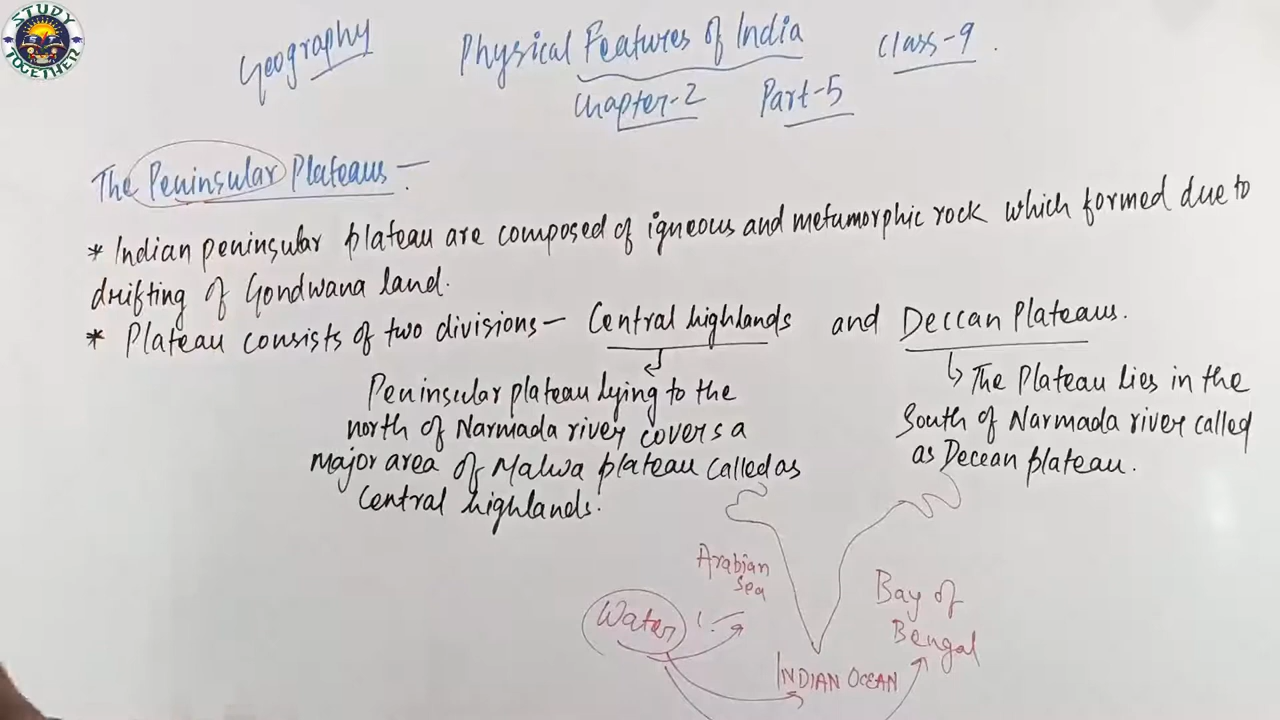 STUDY
TOGETHER
Geography
Physical Features of India
Class-9.
Chapter-2 Part-5
The Peninsular Plateaus -
* Indian peninsular plateau are composed of igneous and metamorphic rock which formed due to
drifting of Gondwana land.
* Plateau consists of two divisions - Central highlands and Deccan Plateaus.
Peninsular plateau lying to the
north of Narmada river covers a
major area of Malwa plateau called as
Central highlands.
The Plateau lies in the
South of Narmada river called
as Deccan plateau.
Arabian
Sea
Water
Bay of
Bengal
INDIAN OCEAN